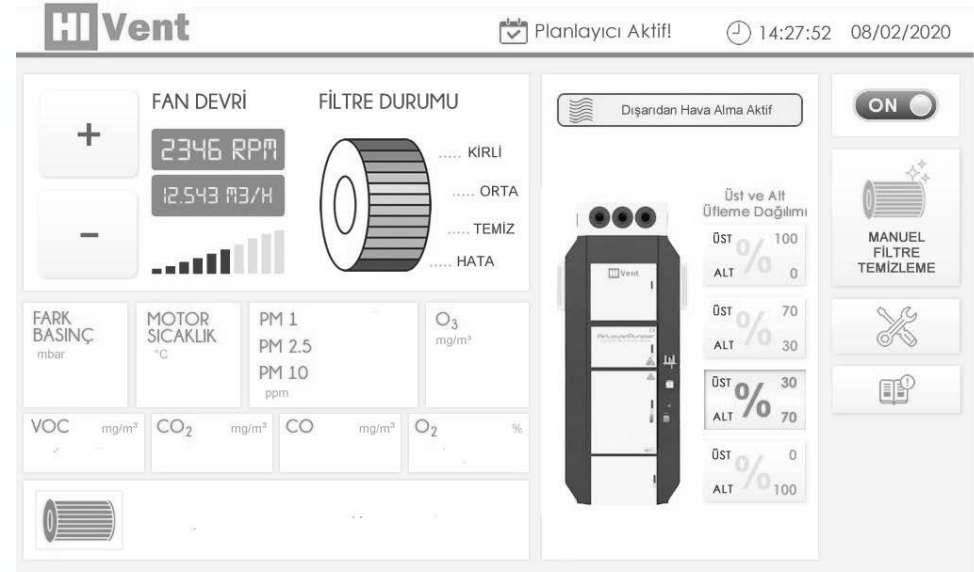 HI Vent
Planlayıcı Aktif!
14:27:52
08/02/2020
+
FAN DEVRİ
2346 RPM
12.543 M3/H
-
FİLTRE DURUMU
KİRLİ
ORTA
TEMİZ
HATA
FARK
BASINÇ
mbar
MOTOR
SICAKLIK
°C
PM 1
PM 2.5
PM 10
ppm
O₃
mg/m³
VOC mg/m³
CO₂ mg/m³
CO mg/m³
O₂ %
Dışarıdan Hava Alma Aktif
HI Vent
Üst ve Alt
Üfleme Dağılımı
ÜST % 100
ALT 0
ÜST % 70
ALT 30
ÜST % 30
ALT 70
ÜST % 0
ALT 100
ON
MANUEL
FİLTRE
TEMİZLEME